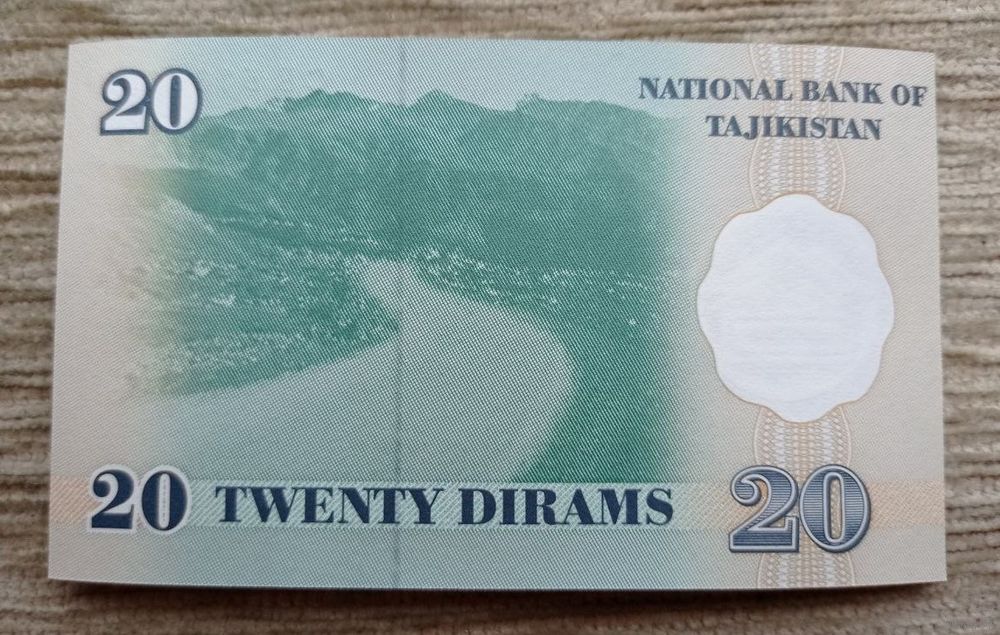 20
NATIONAL BANK OF
TAJIKISTAN
20 TWENTY DIRAMS
20